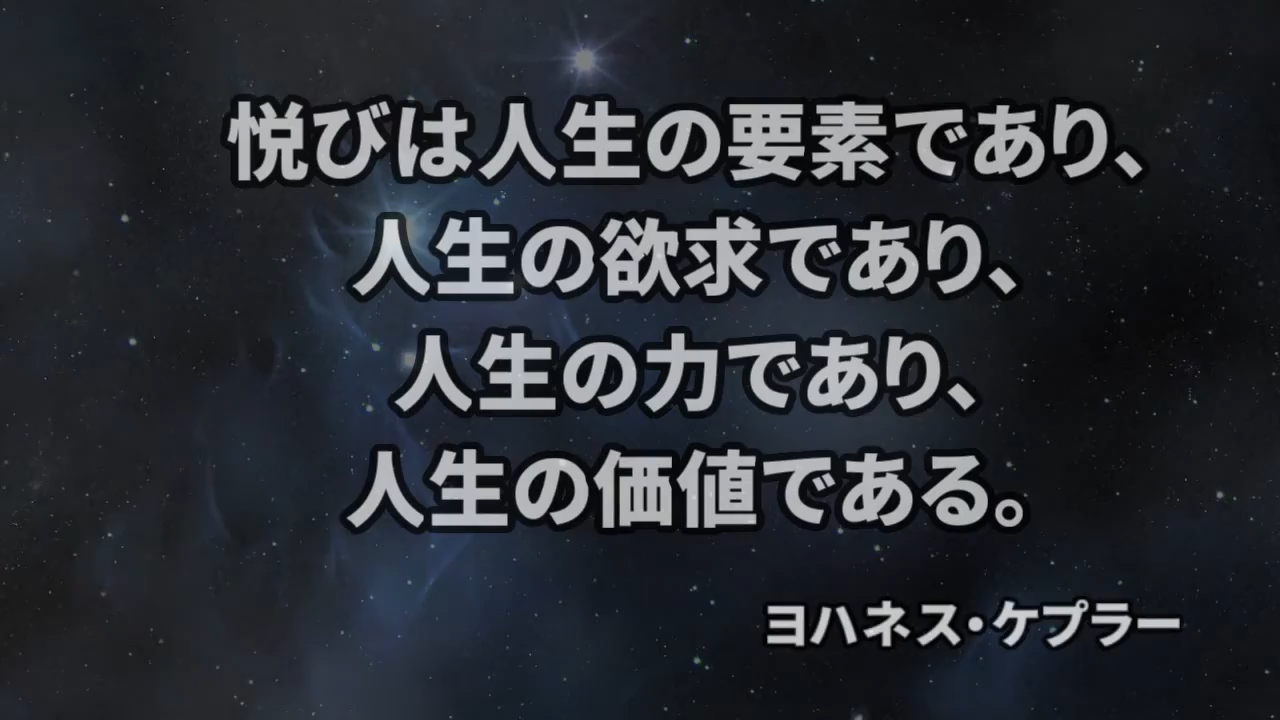 悦びは人生の要素であり、
人生の欲求であり、
人生の力であり、
人生の価値である。
ヨハネス・ケプラー